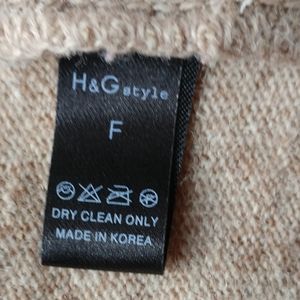 H&G style
F
DRY CLEAN ONLY
MADE IN KOREA